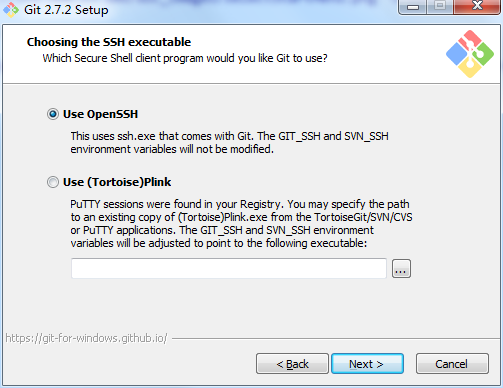 Git 2.7.2 Setup
Choosing the SSH executable
Which Secure Shell client program would you like Git to use?
Use OpenSSH
This uses ssh.exe that comes with Git. The GIT_SSH and SVN_SSH
environment variables will not be modified.
Use (Tortoise)Plink
PuTTY sessions were found in your Registry. You may specify the path
to an existing copy of (Tortoise)Plink.exe from the TortoiseGit/SVN/CVS
or PuTTY applications. The GIT_SSH and SVN_SSH environment
variables will be adjusted to point to the following executable:
...
https://git-for-windows.github.io/
< Back Next > Cancel